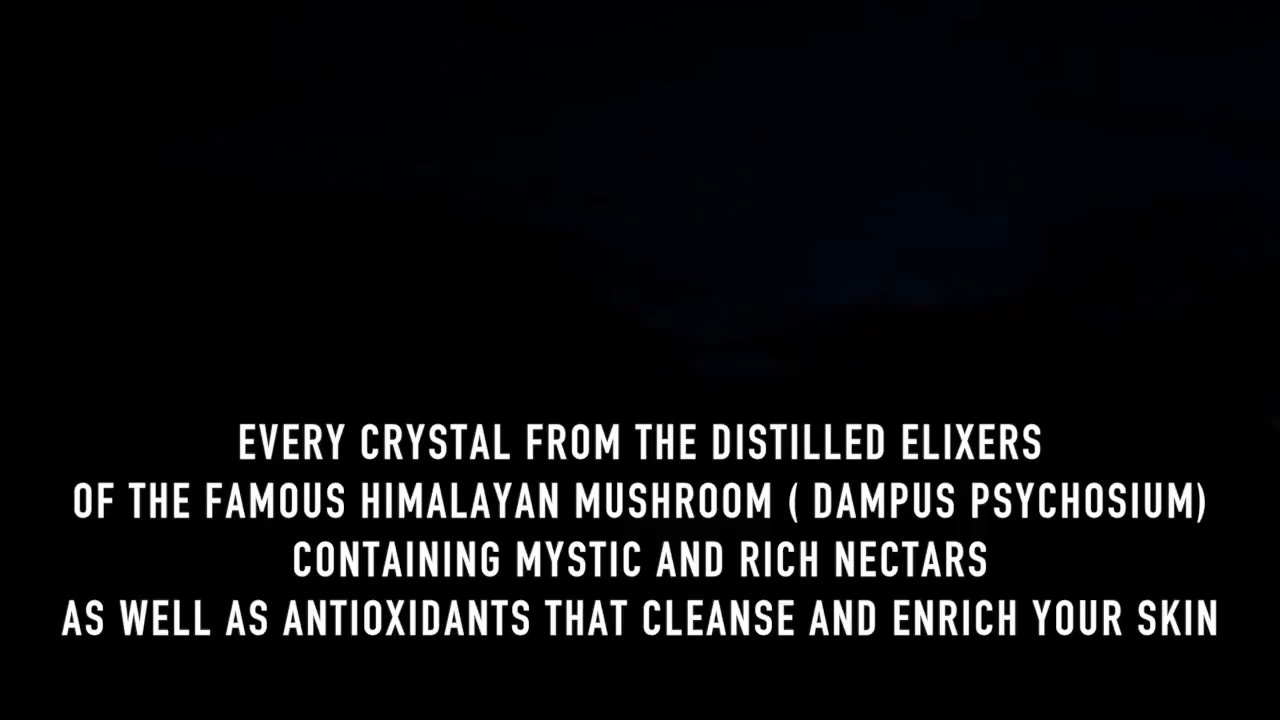 EVERY CRYSTAL FROM THE DISTILLED ELIXERS
OF THE FAMOUS HIMALAYAN MUSHROOM ( DAMPUS PSYCHOSIUM)
CONTAINING MYSTIC AND RICH NECTARS
AS WELL AS ANTIOXIDANTS THAT CLEANSE AND ENRICH YOUR SKIN